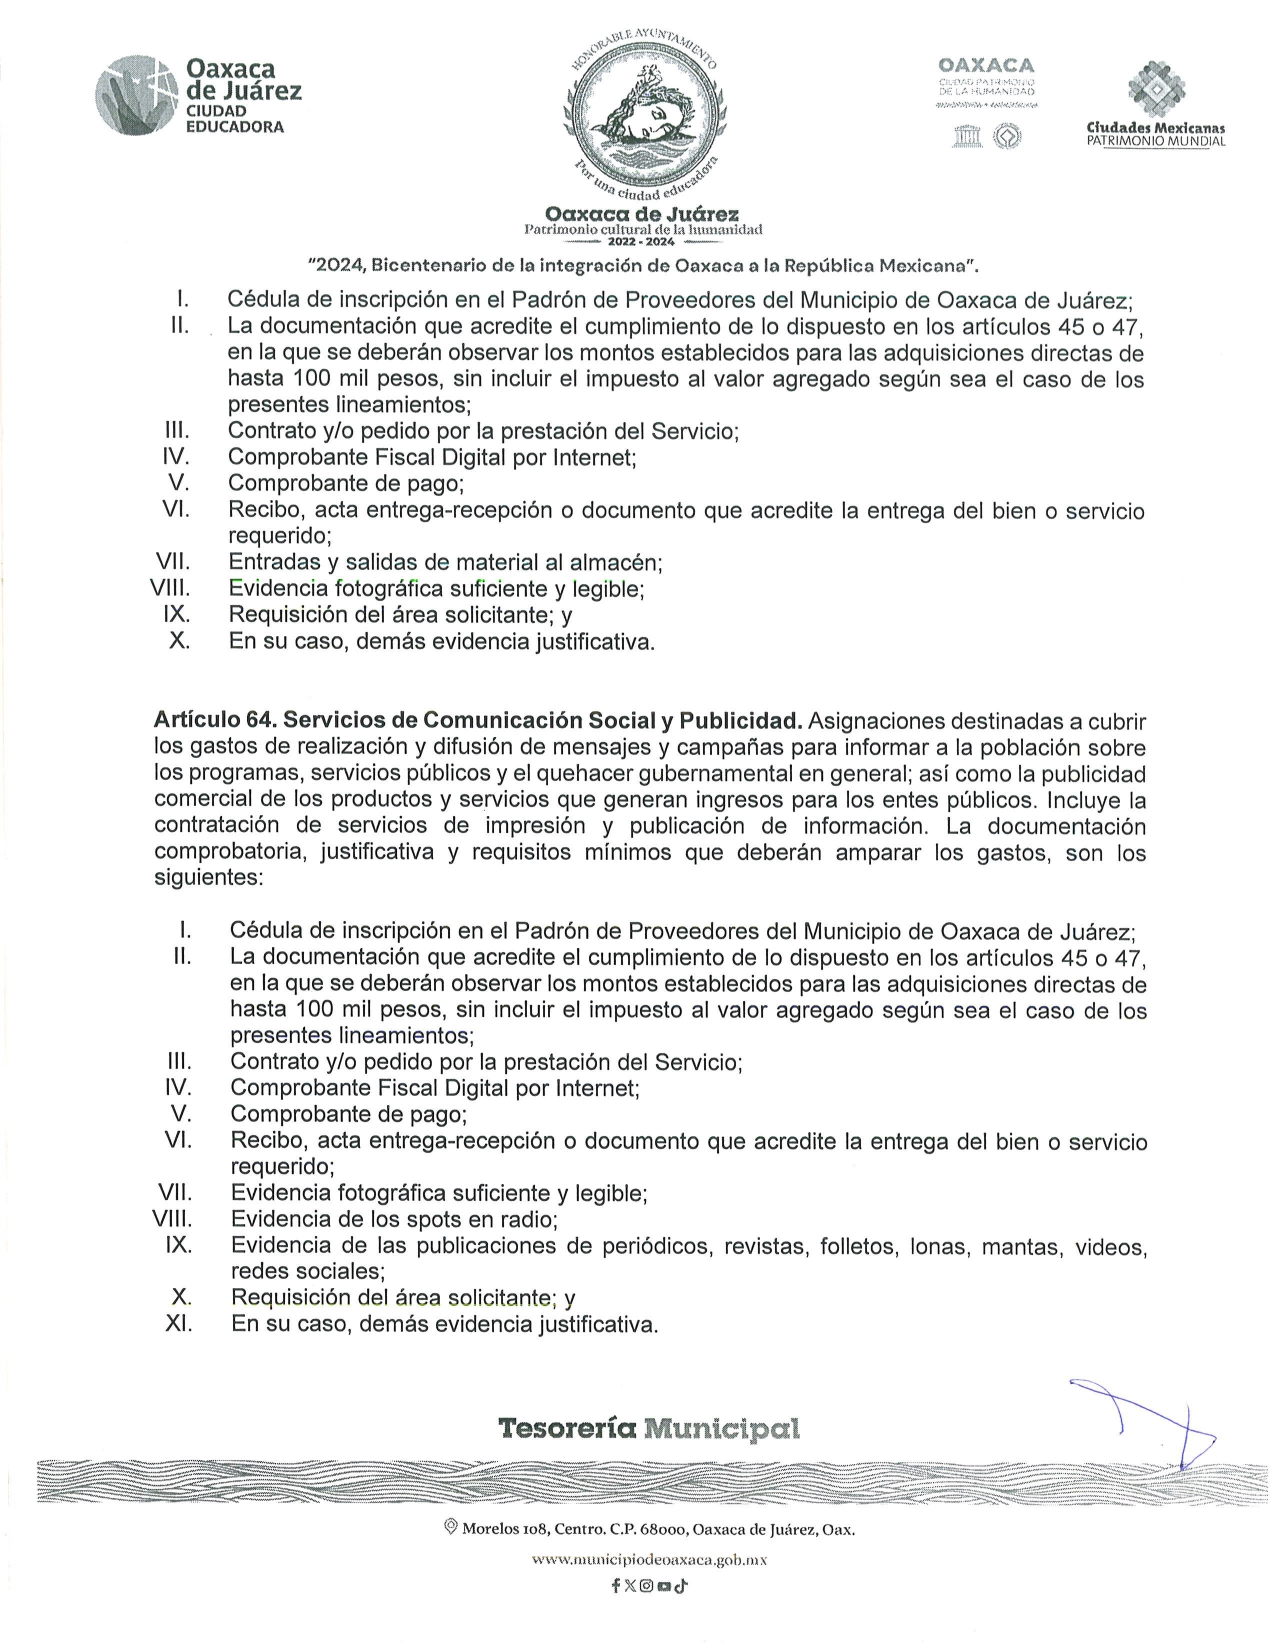 Oaxaca
de Juárez
CIUDAD
EDUCADORA
HONORABLE AYUNTAMIENTO
Por una ciudad educadora
Oaxaca de Juárez
Patrimonio cultural de la humanidad
2022 - 2024
OAXACA
CIUDAD PATRIMONIO
DE LA HUMANIDAD
Ciudades Mexicanas
PATRIMONIO MUNDIAL
"2024, Bicentenario de la integración de Oaxaca a la República Mexicana".
I. Cédula de inscripción en el Padrón de Proveedores del Municipio de Oaxaca de Juárez;
II. La documentación que acredite el cumplimiento de lo dispuesto en los artículos 45 o 47,
en la que se deberán observar los montos establecidos para las adquisiciones directas de
hasta 100 mil pesos, sin incluir el impuesto al valor agregado según sea el caso de los
presentes lineamientos;
III. Contrato y/o pedido por la prestación del Servicio;
IV. Comprobante Fiscal Digital por Internet;
V. Comprobante de pago;
VI. Recibo, acta entrega-recepción o documento que acredite la entrega del bien o servicio
requerido;
VII. Entradas y salidas de material al almacén;
VIII. Evidencia fotográfica suficiente y legible;
IX. Requisición del área solicitante; y
X. En su caso, demás evidencia justificativa.
Artículo 64. Servicios de Comunicación Social y Publicidad. Asignaciones destinadas a cubrir
los gastos de realización y difusión de mensajes y campañas para informar a la población sobre
los programas, servicios públicos y el quehacer gubernamental en general; así como la publicidad
comercial de los productos y servicios que generan ingresos para los entes públicos. Incluye la
contratación de servicios de impresión y publicación de información. La documentación
comprobatoria, justificativa y requisitos mínimos que deberán amparar los gastos, son los
siguientes:
I. Cédula de inscripción en el Padrón de Proveedores del Municipio de Oaxaca de Juárez;
II. La documentación que acredite el cumplimiento de lo dispuesto en los artículos 45 o 47,
en la que se deberán observar los montos establecidos para las adquisiciones directas de
hasta 100 mil pesos, sin incluir el impuesto al valor agregado según sea el caso de los
presentes lineamientos;
III. Contrato y/o pedido por la prestación del Servicio;
IV. Comprobante Fiscal Digital por Internet;
V. Comprobante de pago;
VI. Recibo, acta entrega-recepción o documento que acredite la entrega del bien o servicio
requerido;
VII. Evidencia fotográfica suficiente y legible;
VIII. Evidencia de los spots en radio;
IX. Evidencia de las publicaciones de periódicos, revistas, folletos, lonas, mantas, videos,
redes sociales;
X. Requisición del área solicitante; y
XI. En su caso, demás evidencia justificativa.
Tesorería Municipal
Morelos 108, Centro. C.P. 68000, Oaxaca de Juárez, Oax.
www.municipiodeoaxaca.gob.mx